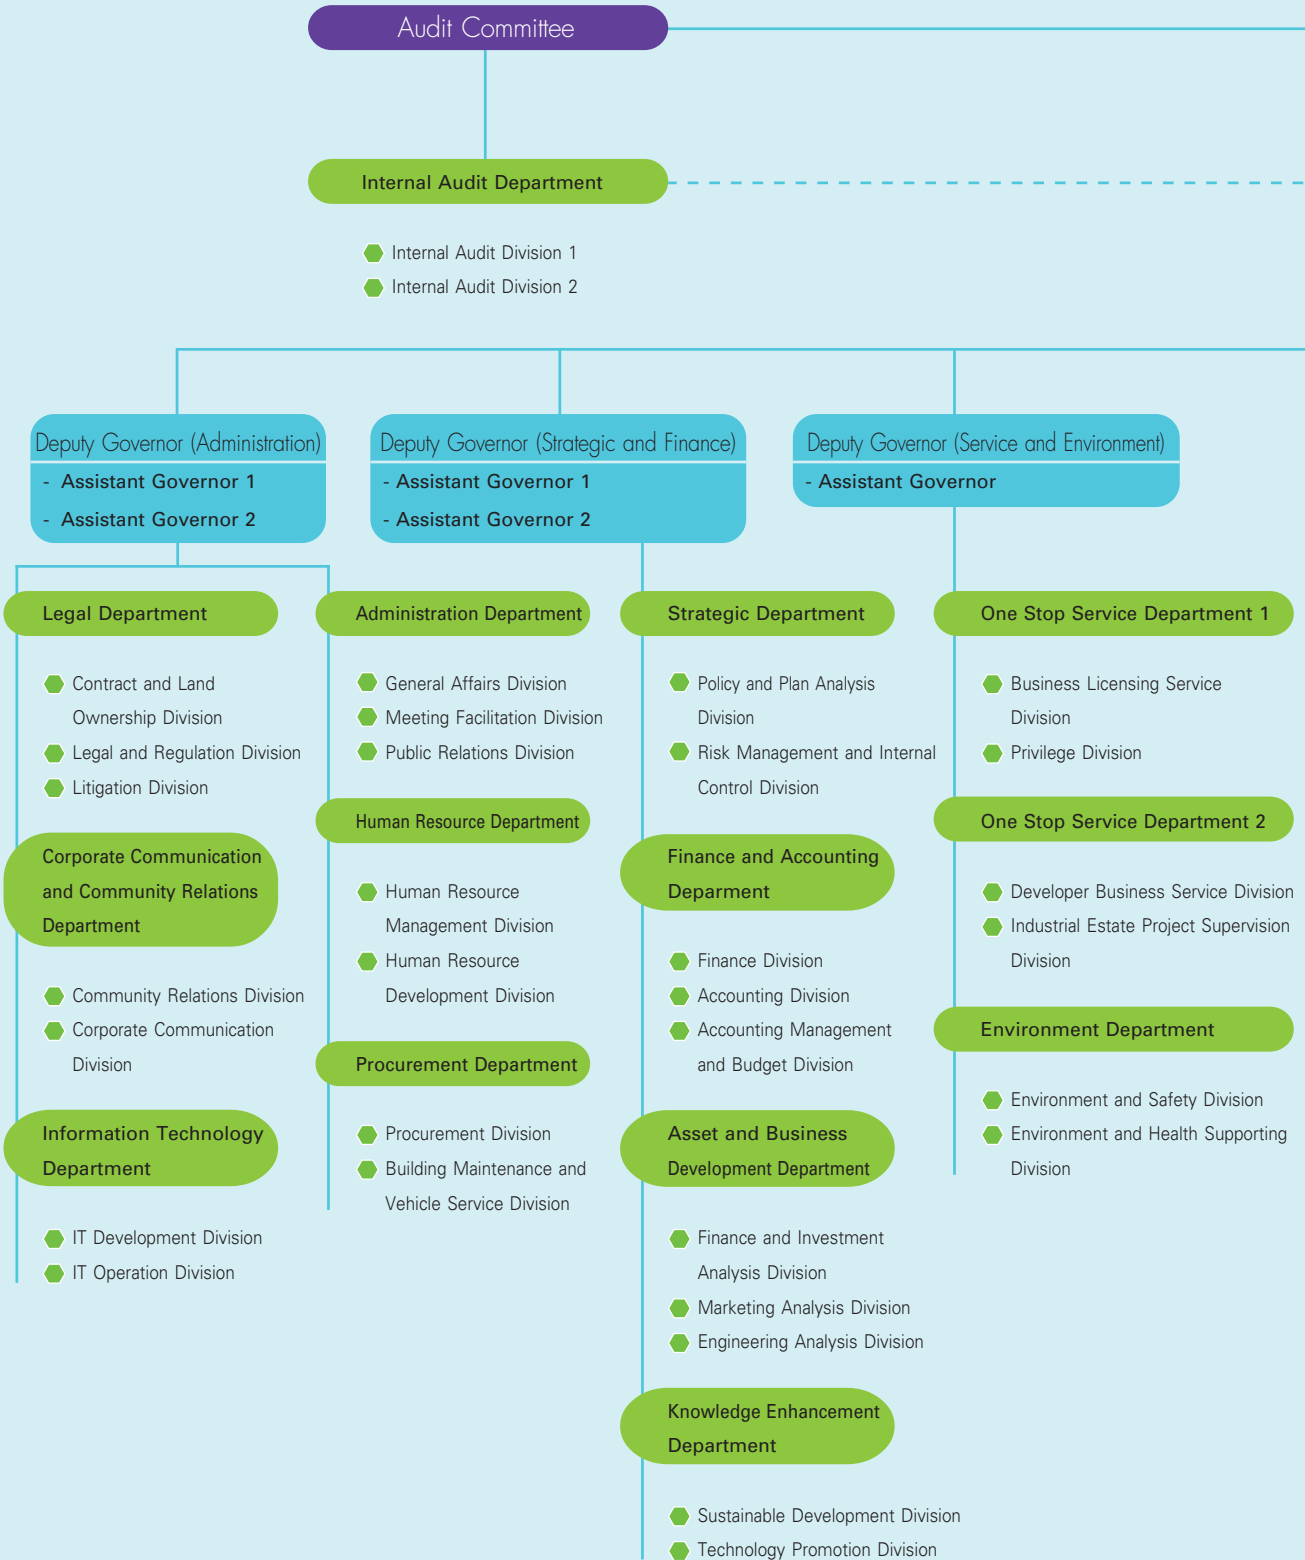 Audit Committee
Internal Audit Department
Internal Audit Division 1
Internal Audit Division 2
Deputy Governor (Administration)
- Assistant Governor 1
- Assistant Governor 2
Deputy Governor (Strategic and Finance)
- Assistant Governor 1
- Assistant Governor 2
Deputy Governor (Service and Environment)
- Assistant Governor
Legal Department
Contract and Land
Ownership Division
Legal and Regulation Division
Litigation Division
Corporate Communication
and Community Relations
Department
Community Relations Division
Corporate Communication
Division
Information Technology
Department
IT Development Division
IT Operation Division
Administration Department
General Affairs Division
Meeting Facilitation Division
Public Relations Division
Human Resource Department
Human Resource
Management Division
Human Resource
Development Division
Procurement Department
Procurement Division
Building Maintenance and
Vehicle Service Division
Strategic Department
Policy and Plan Analysis
Division
Risk Management and Internal
Control Division
Finance and Accounting
Deparment
Finance Division
Accounting Division
Accounting Management
and Budget Division
Asset and Business
Development Department
Finance and Investment
Analysis Division
Marketing Analysis Division
Engineering Analysis Division
Knowledge Enhancement
Department
Sustainable Development Division
Technology Promotion Division
One Stop Service Department 1
Business Licensing Service
Division
Privilege Division
One Stop Service Department 2
Developer Business Service Division
Industrial Estate Project Supervision
Division
Environment Department
Environment and Safety Division
Environment and Health Supporting
Division